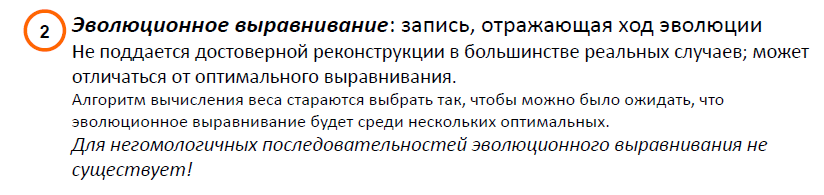 2 Эволюционное выравнивание: запись, отражающая ход эволюции
Не поддается достоверной реконструкции в большинстве реальных случаев; может
отличаться от оптимального выравнивания.
Алгоритм вычисления веса стараются выбрать так, чтобы можно было ожидать, что
эволюционное выравнивание будет среди нескольких оптимальных.
Для негомологичных последовательностей эволюционного выравнивания не
существует!